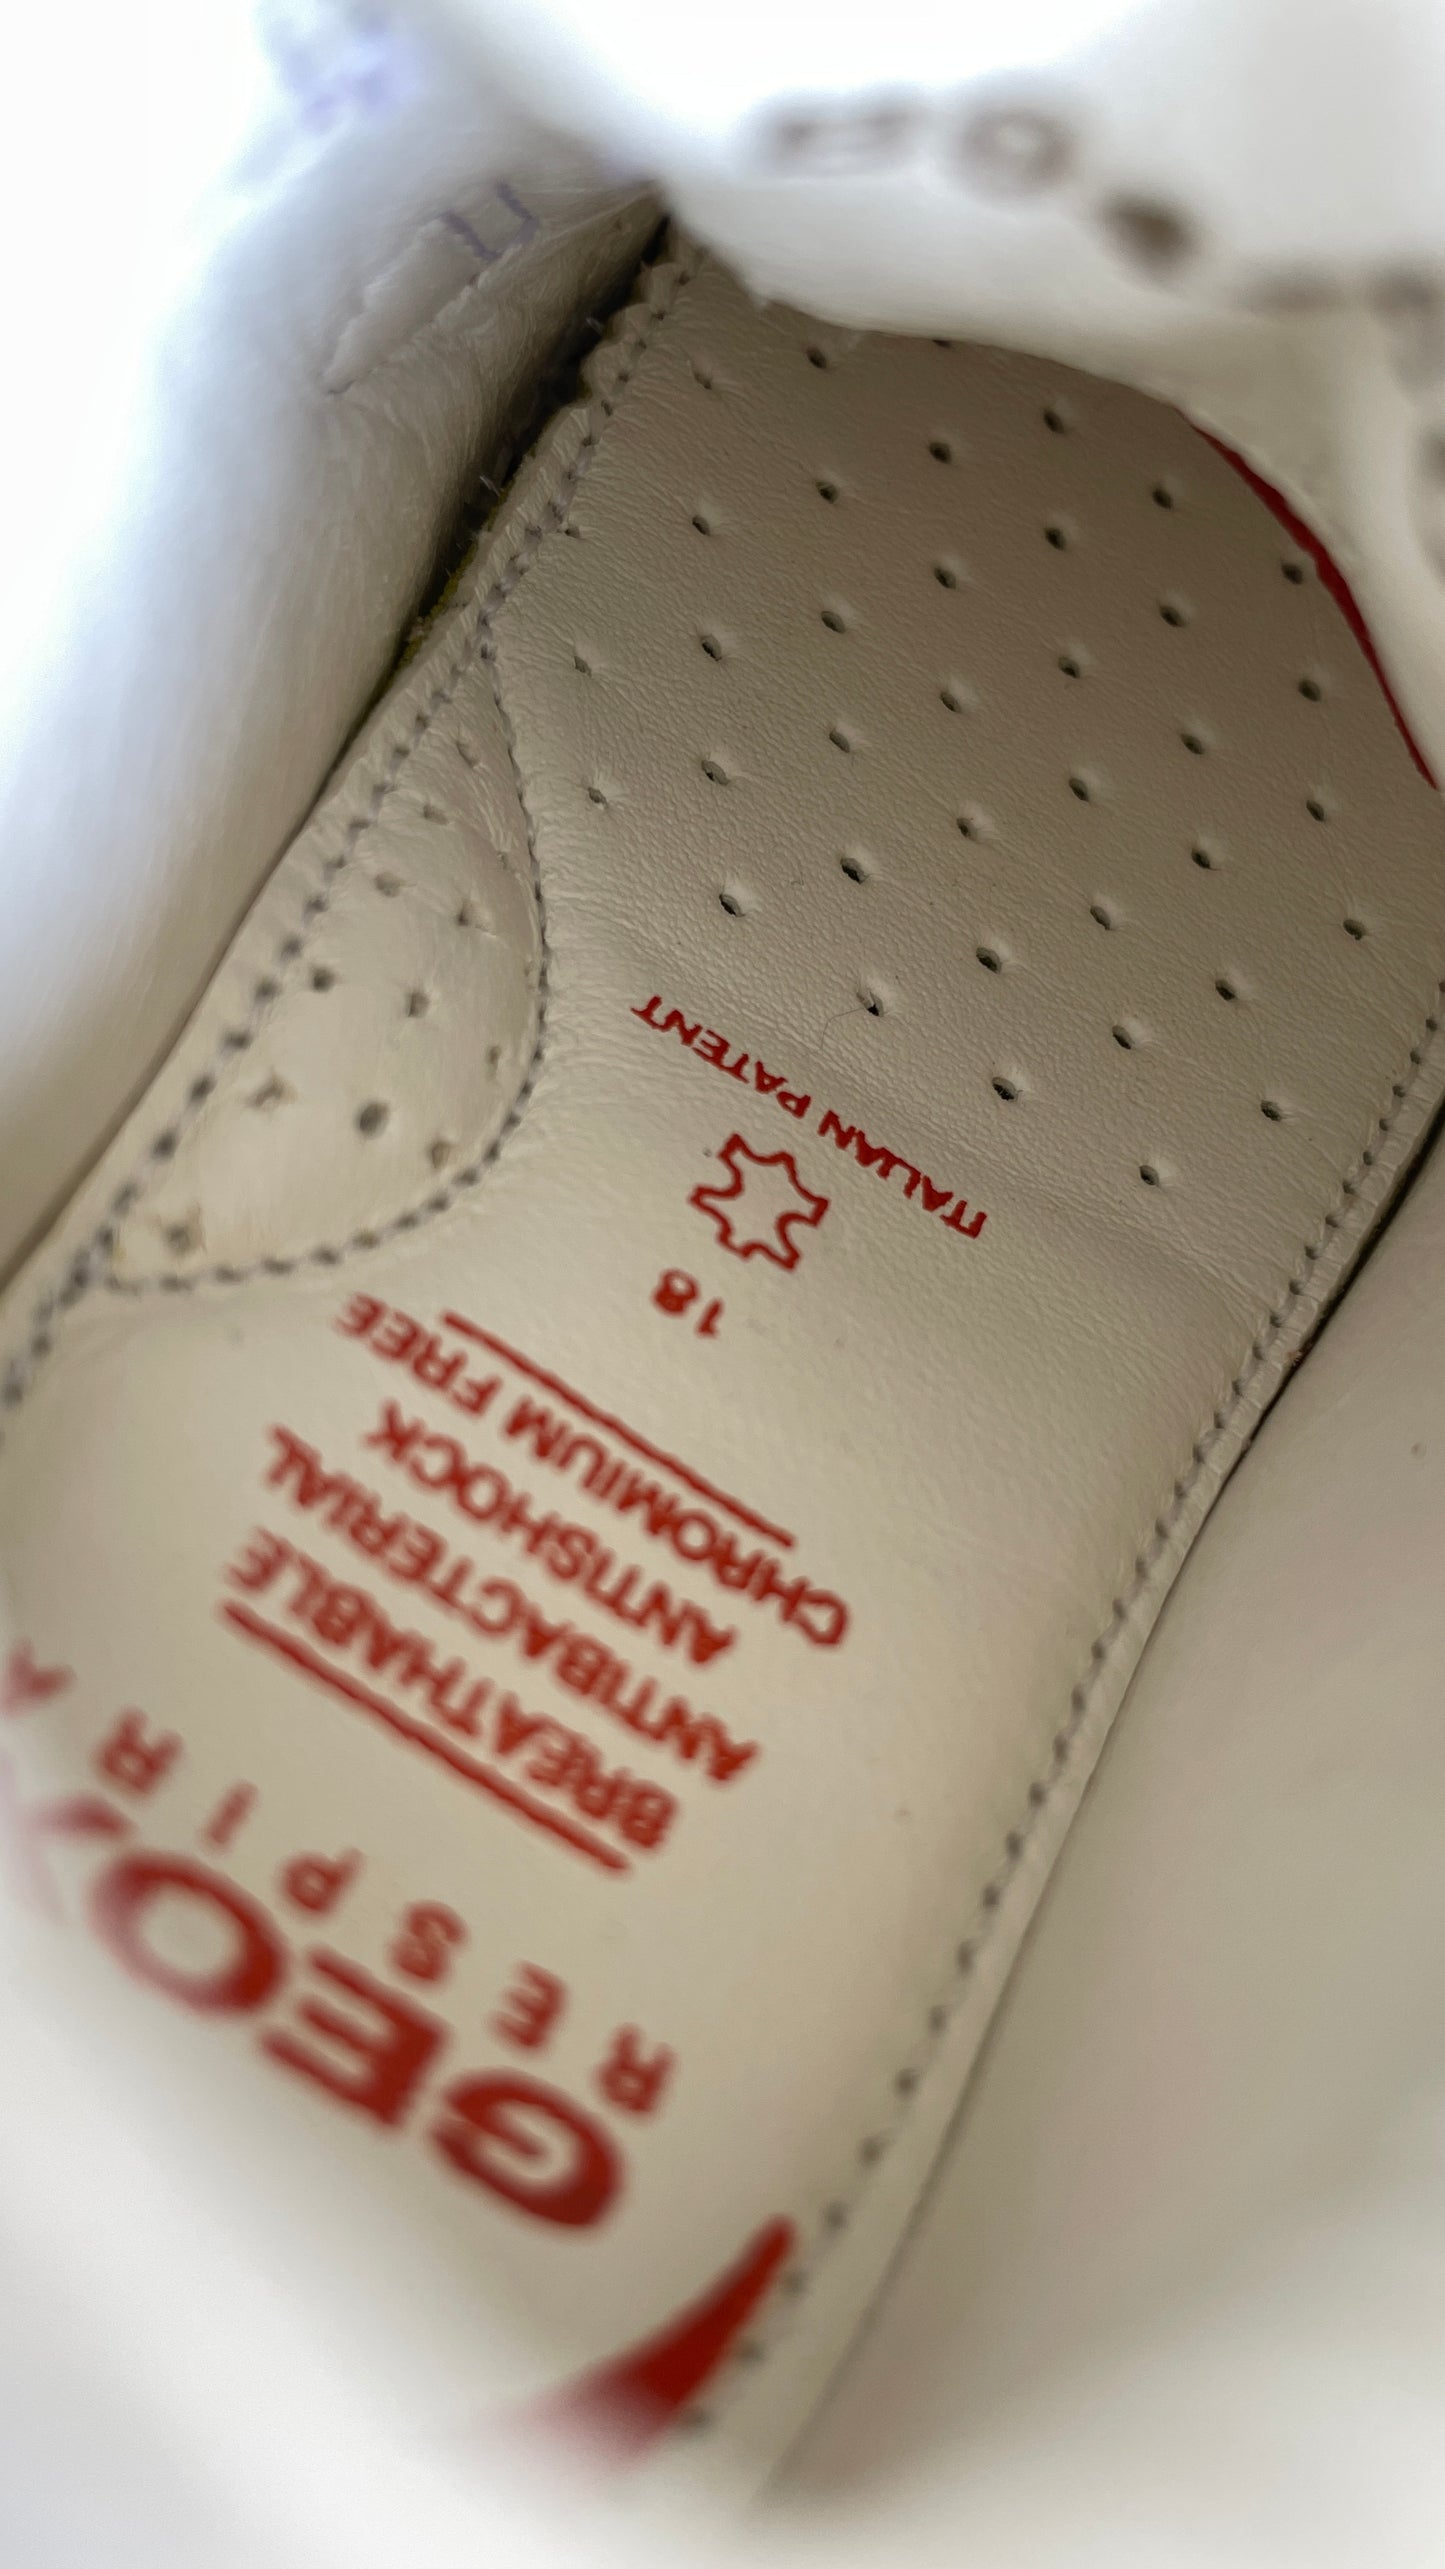 GEOX
RESPIRA
BREATHABLE
ANTIBACTERIAL
ANTISHOCK
CHROMIUM FREE
18
ITALIAN PATENT